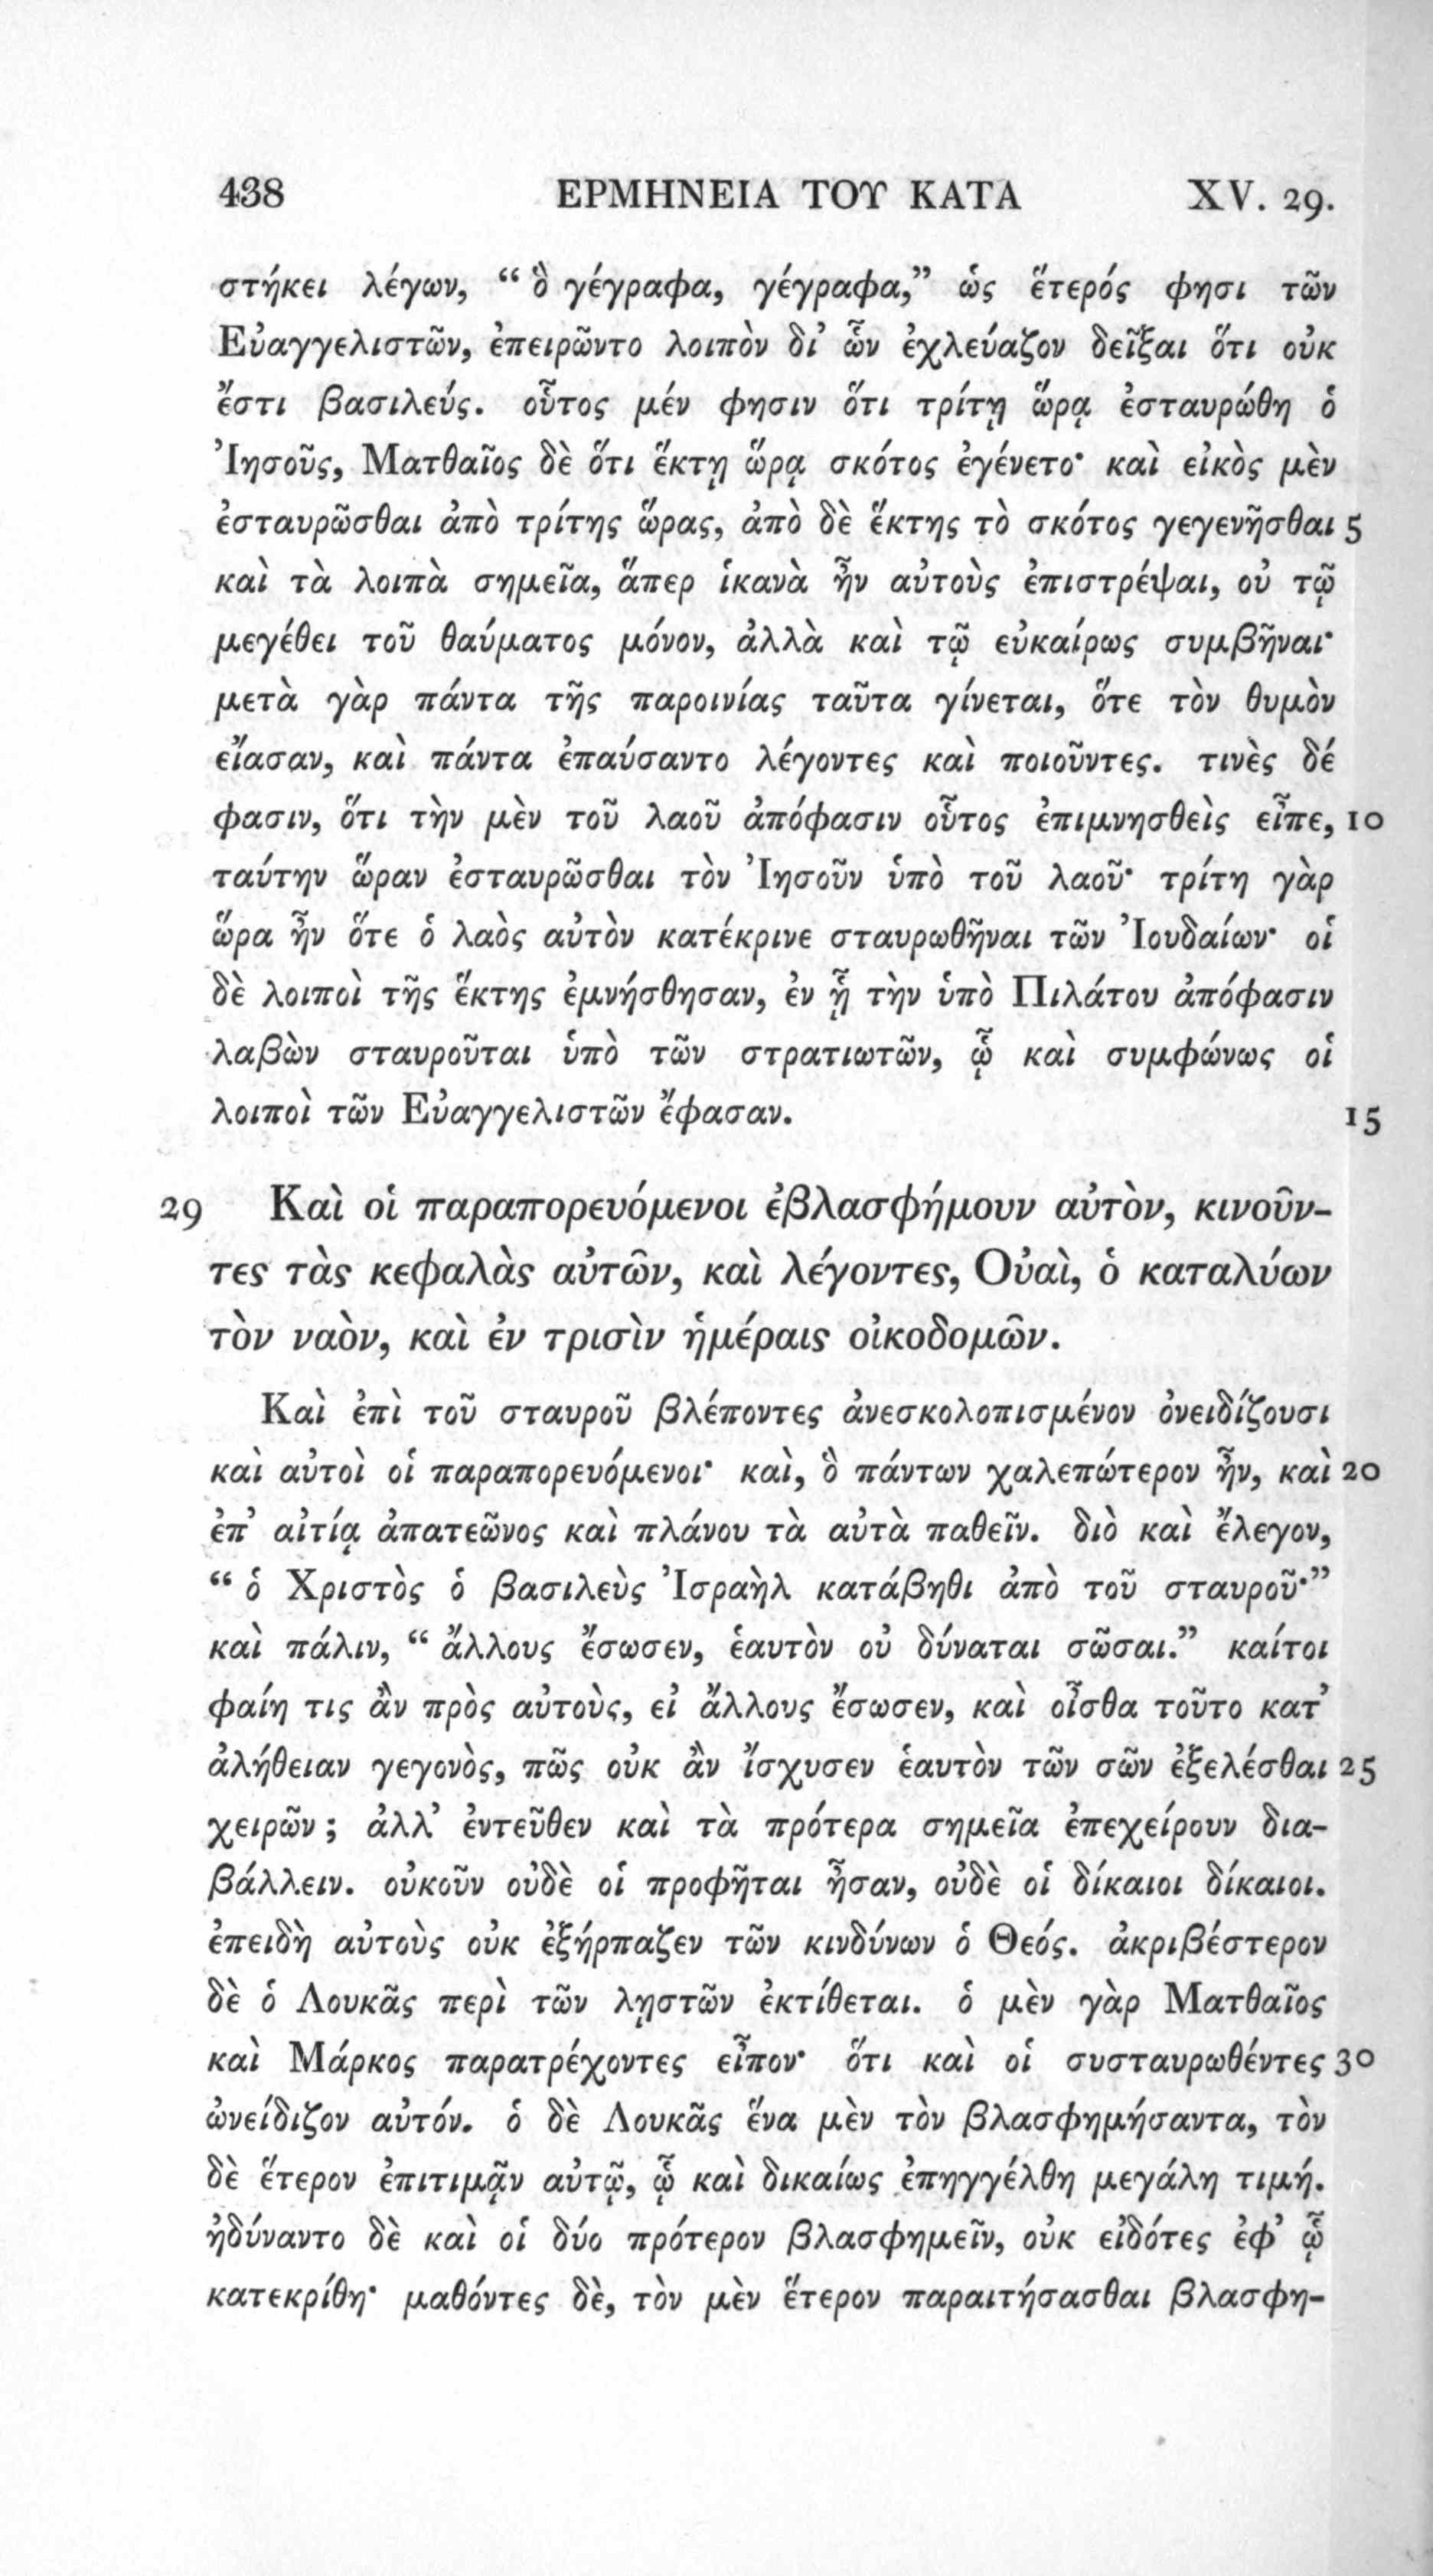 438 ΕΡΜΗΝΕΙΑ ΤΟΥ ΚΑΤΑ XV. 29.
στήκει λέγων, “ ὃ γέγραφα, γέγραφα,” ὡς ἕτερός φησι τῶν
Εὐαγγελιστῶν, ἐπειρῶντο λοιπὸν δι’ ὧν ἐχλεύαζον δεῖξαι ὅτι οὐκ
ἔστι βασιλεύς. οὗτος μέν φησιν ὅτι τρίτῃ ὥρᾳ ἐσταυρώθη ὁ
Ἰησοῦς, Ματθαῖος δὲ ὅτι ἕκτῃ ὥρᾳ σκότος ἐγένετο· καὶ εἰκὸς μὲν
ἐσταυρῶσθαι ἀπὸ τρίτης ὥρας, ἀπὸ δὲ ἕκτης τὸ σκότος γεγενῆσθαι 5
καὶ τὰ λοιπὰ σημεῖα, ἅπερ ἱκανὰ ἦν αὐτοὺς ἐπιστρέψαι, οὐ τῷ
μεγέθει τοῦ θαύματος μόνον, ἀλλὰ καὶ τῷ εὐκαίρως συμβῆναι·
μετὰ γὰρ πάντα τῆς παροινίας ταῦτα γίνεται, ὅτε τὸν θυμὸν
εἴασαν, καὶ πάντα ἐπαύσαντο λέγοντες καὶ ποιοῦντες. τινὲς δέ
φασιν, ὅτι τὴν μὲν τοῦ λαοῦ ἀπόφασιν οὗτος ἐπιμνησθεὶς εἶπε, 10
ταύτην ὥραν ἐσταυρῶσθαι τὸν Ἰησοῦν ὑπὸ τοῦ λαοῦ· τρίτη γὰρ
ὥρα ἦν ὅτε ὁ λαὸς αὐτὸν κατέκρινε σταυρωθῆναι τῶν Ἰουδαίων· οἱ
δὲ λοιποὶ τῆς ἕκτης ἐμνήσθησαν, ἐν ᾗ τὴν ὑπὸ Πιλάτου ἀπόφασιν
λαβὼν σταυροῦται ὑπὸ τῶν στρατιωτῶν, ᾧ καὶ συμφώνως οἱ
λοιποὶ τῶν Εὐαγγελιστῶν ἔφασαν. 15
29 Καὶ οἱ παραπορευόμενοι ἐβλασφήμουν αὐτὸν, κινοῦν-
τες τὰς κεφαλὰς αὐτῶν, καὶ λέγοντες, Οὐαὶ, ὁ καταλύων
τὸν ναὸν, καὶ ἐν τρισὶν ἡμέραις οἰκοδομῶν.
Καὶ ἐπὶ τοῦ σταυροῦ βλέποντες ἀνεσκολοπισμένον ὀνειδίζουσι
καὶ αὐτοὶ οἱ παραπορευόμενοι· καὶ, ὃ πάντων χαλεπώτερον ἦν, καὶ 20
ἐπ’ αἰτίᾳ ἀπατεῶνος καὶ πλάνου τὰ αὐτὰ παθεῖν. διὸ καὶ ἔλεγον,
“ ὁ Χριστὸς ὁ βασιλεὺς Ἰσραὴλ κατάβηθι ἀπὸ τοῦ σταυροῦ·”
καὶ πάλιν, “ ἄλλους ἔσωσεν, ἑαυτὸν οὐ δύναται σῶσαι.” καίτοι
φαίη τις ἂν πρὸς αὐτοὺς, εἰ ἄλλους ἔσωσεν, καὶ οἶσθα τοῦτο κατ’
ἀλήθειαν γεγονὸς, πῶς οὐκ ἂν ἴσχυσεν ἑαυτὸν τῶν σῶν ἐξελέσθαι 25
χειρῶν ; ἀλλ’ ἐντεῦθεν καὶ τὰ πρότερα σημεῖα ἐπεχείρουν δια-
βάλλειν. οὐκοῦν οὐδὲ οἱ προφῆται ἦσαν, οὐδὲ οἱ δίκαιοι δίκαιοι.
ἐπειδὴ αὐτοὺς οὐκ ἐξήρπαζεν τῶν κινδύνων ὁ Θεός. ἀκριβέστερον
δὲ ὁ Λουκᾶς περὶ τῶν λῃστῶν ἐκτίθεται. ὁ μὲν γὰρ Ματθαῖος
καὶ Μάρκος παρατρέχοντες εἶπον· ὅτι καὶ οἱ συσταυρωθέντες 30
ὠνείδιζον αὐτόν. ὁ δὲ Λουκᾶς ἕνα μὲν τὸν βλασφημήσαντα, τὸν
δὲ ἕτερον ἐπιτιμᾷν αὐτῷ, ᾧ καὶ δικαίως ἐπηγγέλθη μεγάλη τιμή.
ἠδύναντο δὲ καὶ οἱ δύο πρότερον βλασφημεῖν, οὐκ εἰδότες ἐφ’ ᾧ
κατεκρίθη· μαθόντες δὲ, τὸν μὲν ἕτερον παραιτήσασθαι βλασφη-